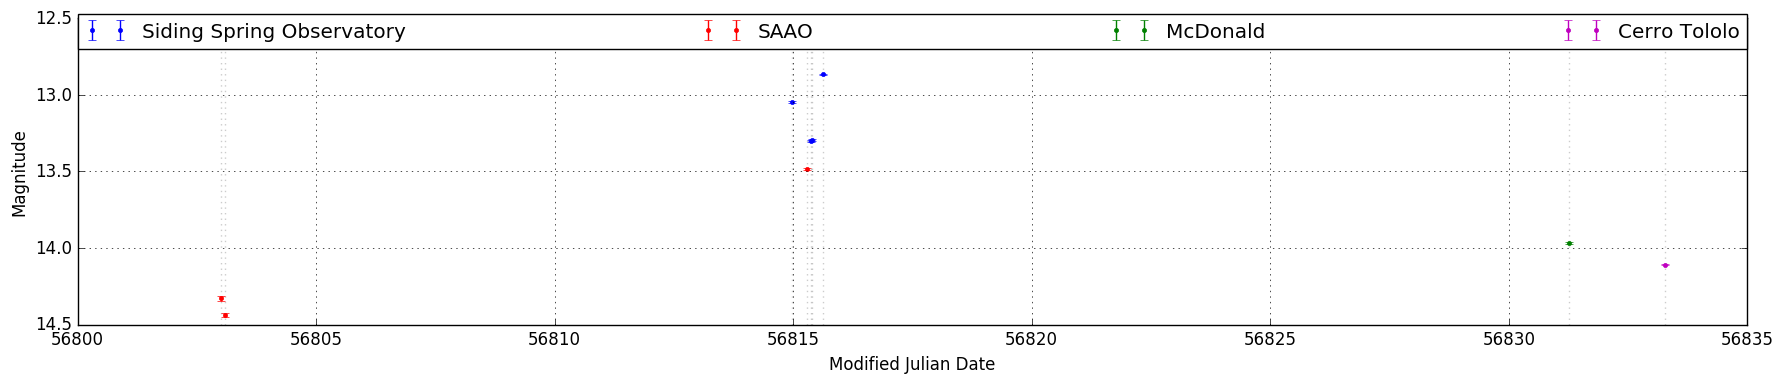 12.5
Siding Spring Observatory SAAO McDonald Cerro Tololo
13.0
13.5
14.0
14.5
Magnitude
56800 56805 56810 56815 56820 56825 56830 56835
Modified Julian Date